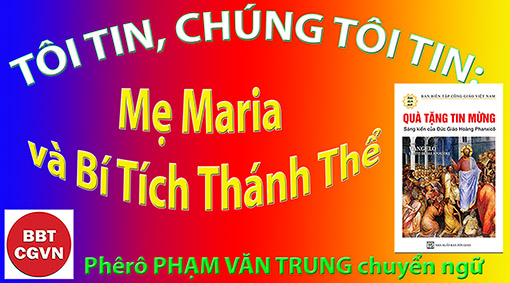 TÔI TIN, CHÚNG TÔI TIN:
Mẹ Maria
và Bí Tích Thánh Thể
BAN BIÊN TẬP CÔNG GIÁO VIỆT NAM
QUÀ TẶNG TIN MỪNG
Sáng kiến của Đức Giáo Hoàng Phanxicô
BBT
CGVN
Phêrô PHẠM VĂN TRUNG chuyển ngữ